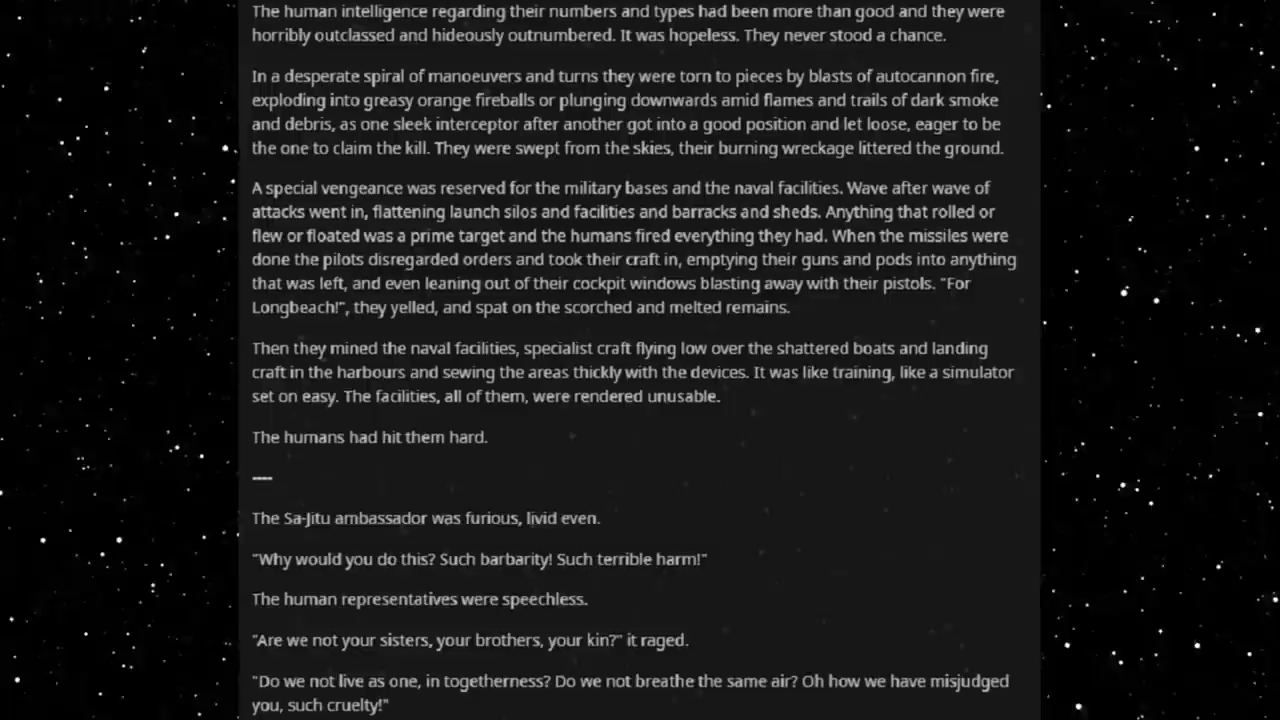 The human intelligence regarding their numbers and types had been more than good and they were
horribly outclassed and hideously outnumbered. It was hopeless. They never stood a chance.
In a desperate spiral of manoeuvers and turns they were torn to pieces by blasts of autocannon fire,
exploding into greasy orange fireballs or plunging downwards amid flames and trails of dark smoke
and debris, as one sleek interceptor after another got into a good position and let loose, eager to be
the one to claim the kill. They were swept from the skies, their burning wreckage littered the ground.
A special vengeance was reserved for the military bases and the naval facilities. Wave after wave of
attacks went in, flattening launch silos and facilities and barracks and sheds. Anything that rolled or
flew or floated was a prime target and the humans fired everything they had. When the missiles were
done the pilots disregarded orders and took their craft in, emptying their guns and pods into anything
that was left, and even leaning out of their cockpit windows blasting away with their pistols. "For
Longbeach!", they yelled, and spat on the scorched and melted remains.
Then they mined the naval facilities, specialist craft flying low over the shattered boats and landing
craft in the harbours and sewing the areas thickly with the devices. It was like training, like a simulator
set on easy. The facilities, all of them, were rendered unusable.
The humans had hit them hard.
----
The Sa-Jitu ambassador was furious, livid even.
"Why would you do this? Such barbarity! Such terrible harm!"
The human representatives were speechless.
"Are we not your sisters, your brothers, your kin?" it raged.
"Do we not live as one, in togetherness? Do we not breathe the same air? Oh how we have misjudged
you, such cruelty!"